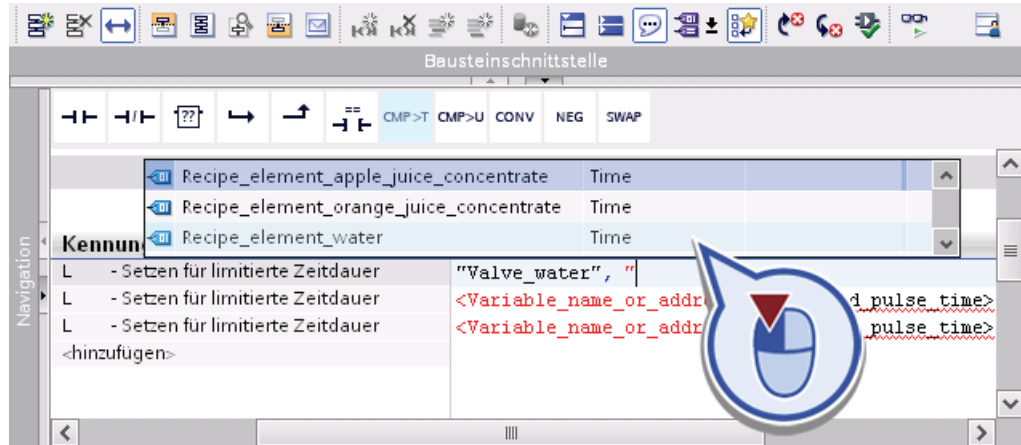 Bausteinschnittstelle
?? == CMP>T CMP>U CONV NEG SWAP
Recipe_element_apple_juice_concentrate Time
Recipe_element_orange_juice_concentrate Time
Recipe_element_water Time
Navigation
Kennun
L - Setzen für limitierte Zeitdauer "Valve_water", "
L - Setzen für limitierte Zeitdauer <Variable_name_or_addr d_pulse_time>
L - Setzen für limitierte Zeitdauer <Variable_name_or_addr pulse_time>
<hinzufügen>